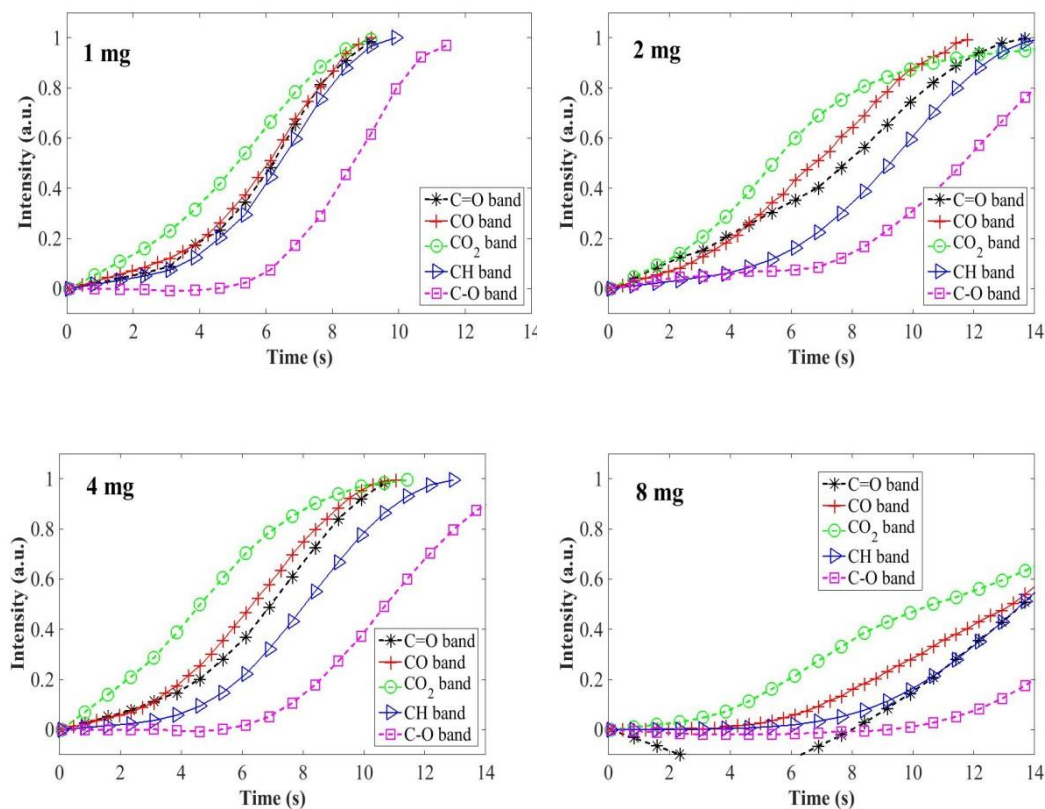 1 mg
Intensity (a.u.)
1
0.8
0.6
0.4
0.2
0
C=O band
CO band
CO₂ band
CH band
C-O band
0 2 4 6 8 10 12 14
Time (s)
2 mg
Intensity (a.u.)
1
0.8
0.6
0.4
0.2
0
C=O band
CO band
CO₂ band
CH band
C-O band
0 2 4 6 8 10 12 14
Time (s)
4 mg
Intensity (a.u.)
1
0.8
0.6
0.4
0.2
0
C=O band
CO band
CO₂ band
CH band
C-O band
0 2 4 6 8 10 12 14
Time (s)
8 mg
Intensity (a.u.)
1
0.8
0.6
0.4
0.2
0
C=O band
CO band
CO₂ band
CH band
C-O band
0 2 4 6 8 10 12 14
Time (s)